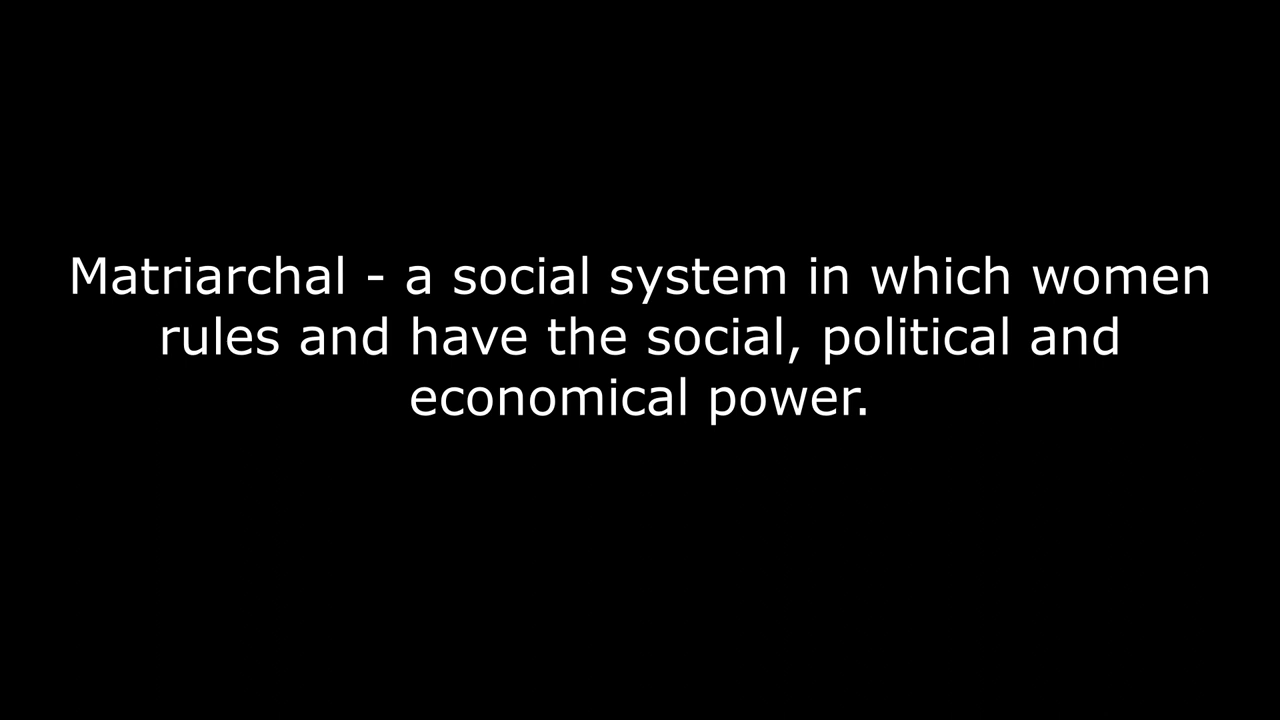 Matriarchal - a social system in which women
rules and have the social, political and
economical power.